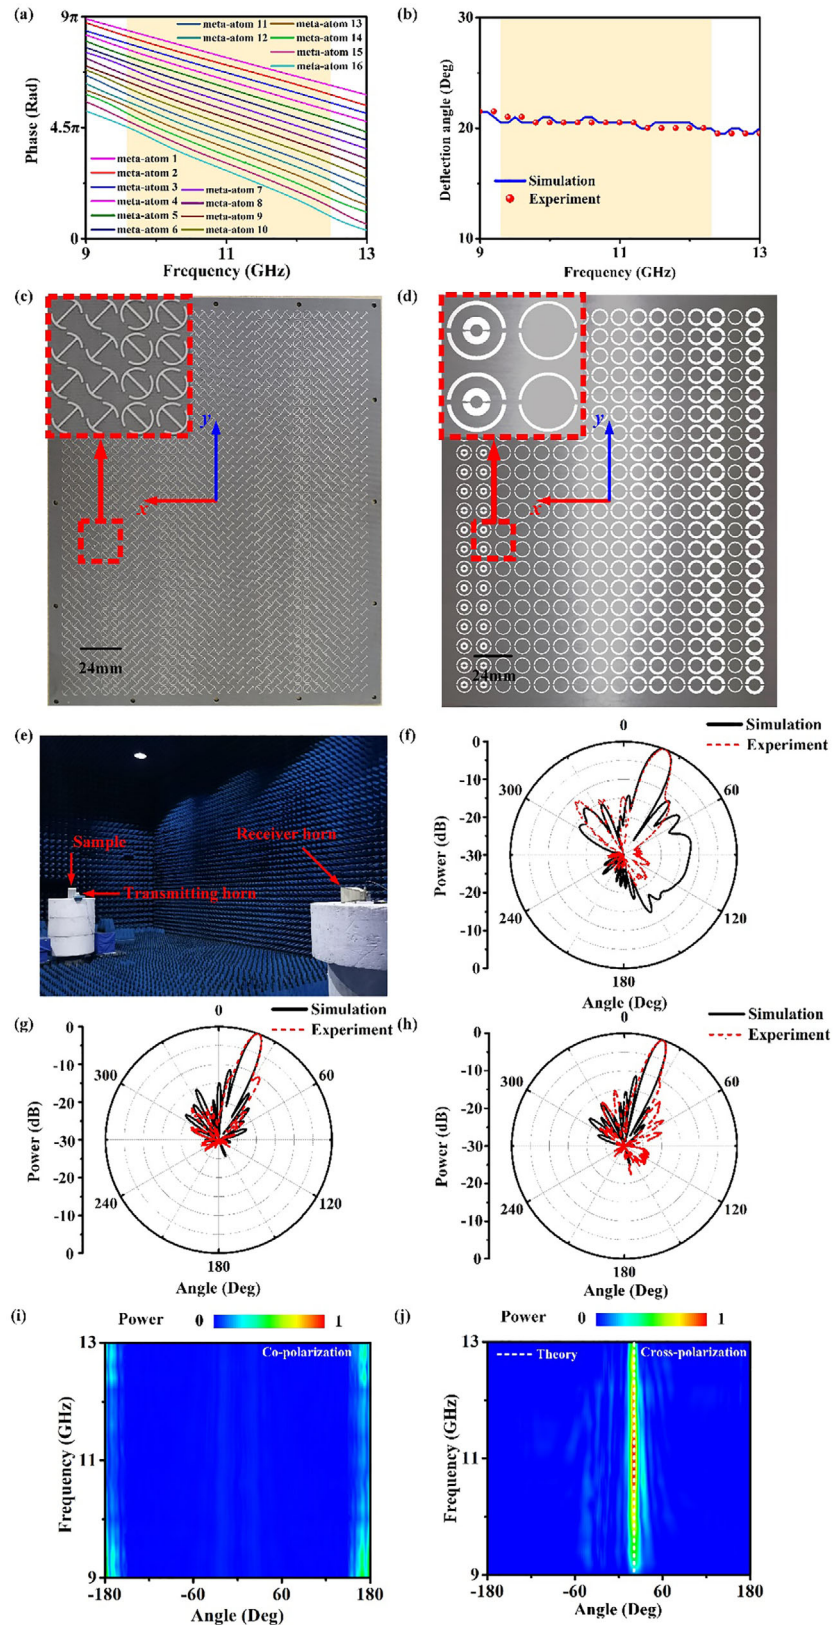 (a)
9π
4.5π
0
Phase (Rad)
meta-atom 11
meta-atom 12
meta-atom 13
meta-atom 14
meta-atom 15
meta-atom 16
meta-atom 1
meta-atom 2
meta-atom 3
meta-atom 4
meta-atom 5
meta-atom 6
meta-atom 7
meta-atom 8
meta-atom 9
meta-atom 10
9 11 13
Frequency (GHz)
(b)
30
20
10
Deflection angle (Deg)
Simulation
Experiment
9 11 13
Frequency (GHz)
(c)
y
x
24mm
(d)
y
x
24mm
(e)
Sample
Transmitting horn
Receiver horn
(f)
Simulation
Experiment
0
-10
-20
-30
-20
-10
0
Power (dB)
0
60
120
180
240
300
Angle (Deg)
(g)
Simulation
Experiment
0
-10
-20
-30
-20
-10
0
Power (dB)
0
60
120
180
240
300
Angle (Deg)
(h)
Simulation
Experiment
0
-10
-20
-30
-20
-10
0
Power (dB)
0
60
120
180
240
300
Angle (Deg)
(i)
Power 0 1
Co-polarization
13
11
9
Frequency (GHz)
-180 -60 60 180
Angle (Deg)
(j)
Power 0 1
Theory
Cross-polarization
13
11
9
Frequency (GHz)
-180 -60 60 180
Angle (Deg)